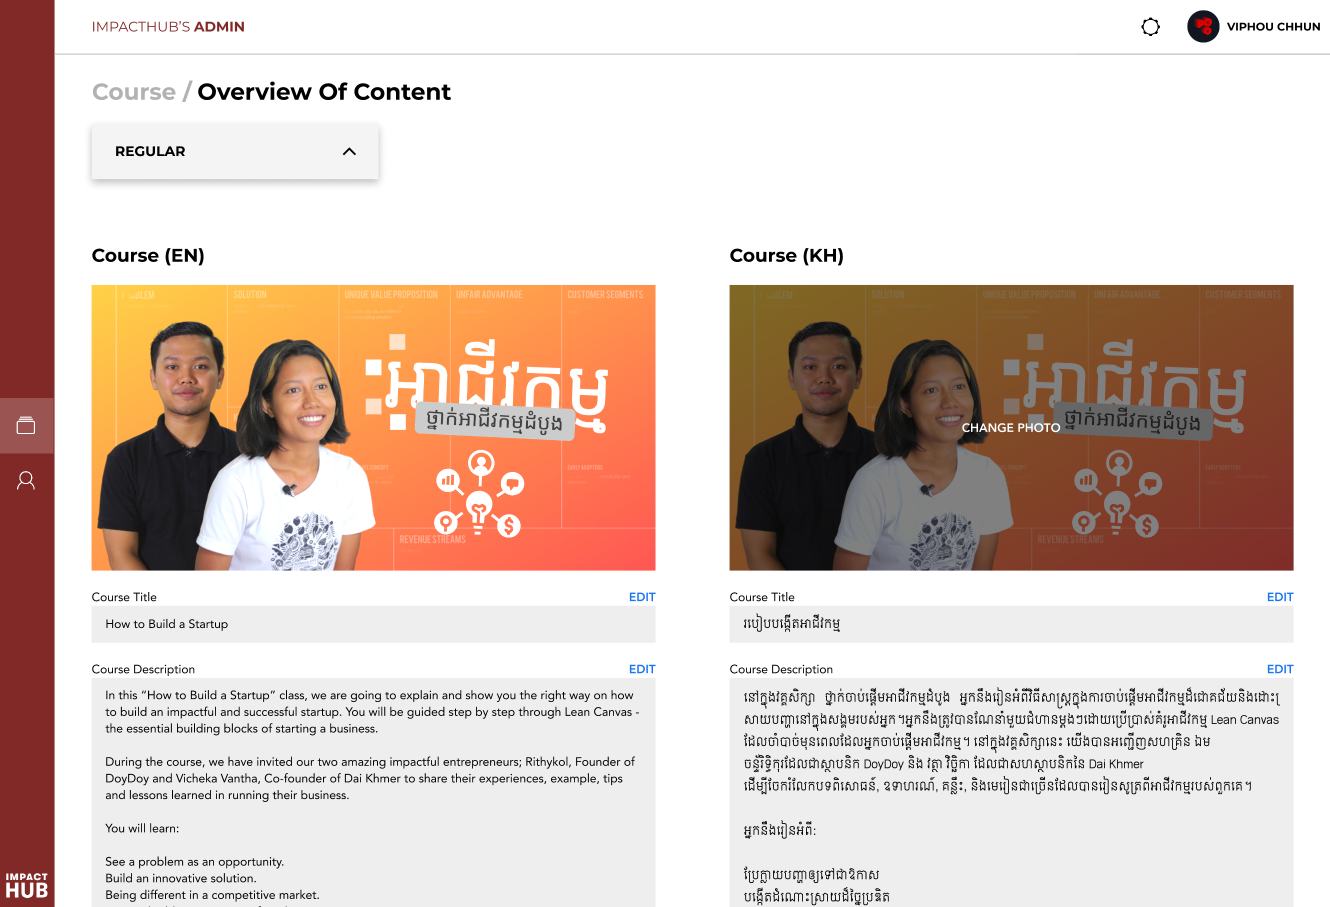 IMPACTHUB'S ADMIN
VIPHOU CHHUN
Course / Overview Of Content
REGULAR
Course (EN)
SOLUTION
UNIQUE VALUE PROPOSITION
UNFAIR ADVANTAGE
CUSTOMER SEGMENTS
អាជីវកម្ម
ថ្នាក់អាជីវកម្មដំបូង
EARLY ADOPTERS
REVENUE STREAMS
Course Title
EDIT
How to Build a Startup
Course Description
EDIT
In this “How to Build a Startup” class, we are going to explain and show you the right way on how
to build an impactful and successful startup. You will be guided step by step through Lean Canvas -
the essential building blocks of starting a business.
During the course, we have invited our two amazing impactful entrepreneurs; Rithykol, Founder of
DoyDoy and Vicheka Vantha, Co-founder of Dai Khmer to share their experiences, example, tips
and lessons learned in running their business.
You will learn:
See a problem as an opportunity.
Build an innovative solution.
Being different in a competitive market.
Course (KH)
SOLUTION
UNIQUE VALUE PROPOSITION
UNFAIR ADVANTAGE
CUSTOMER SEGMENTS
អាជីវកម្ម
ថ្នាក់អាជីវកម្មដំបូង
CHANGE PHOTO
EARLY ADOPTERS
REVENUE STREAMS
Course Title
EDIT
របៀបបង្កើតអាជីវកម្ម
Course Description
EDIT
នៅក្នុងវគ្គសិក្សា ថ្នាក់ចាប់ផ្តើមអាជីវកម្មដំបូង អ្នកនឹងរៀនអំពីវិធីសាស្ត្រក្នុងការចាប់ផ្តើមអាជីវកម្មដ៏ជោគជ័យនិងដោះស្រ
សាយបញ្ហានៅក្នុងសង្គមរបស់អ្នក។អ្នកនឹងត្រូវបានណែនាំមួយជំហានម្តងៗដោយប្រើប្រាស់គំរូអាជីវកម្ម Lean Canvas
ដែលចាំបាច់មុនពេលដែលអ្នកចាប់ផ្តើមអាជីវកម្ម។ នៅក្នុងវគ្គសិក្សានេះ យើងបានអញ្ជើញសហគ្រិន ឯម
ចន្ទ័រិទ្ធិកុរដែលជាស្ថាបនិក DoyDoy និង វត្ថា វិច្ឆិកា ដែលជាសហស្ថាបនិកនៃ Dai Khmer
ដើម្បីចែករំលែកបទពិសោធន៍, ឧទាហរណ៍, គន្លឹះ, និងមេរៀនជាច្រើនដែលបានរៀនសូត្រពីអាជីវកម្មរបស់ពួកគេ។
អ្នកនឹងរៀនអំពី:
ប្រែក្លាយបញ្ហាឲ្យទៅជាឱកាស
បង្កើតដំណោះស្រាយដ៏ច្នៃប្រឌិត
IMPACT
HUB